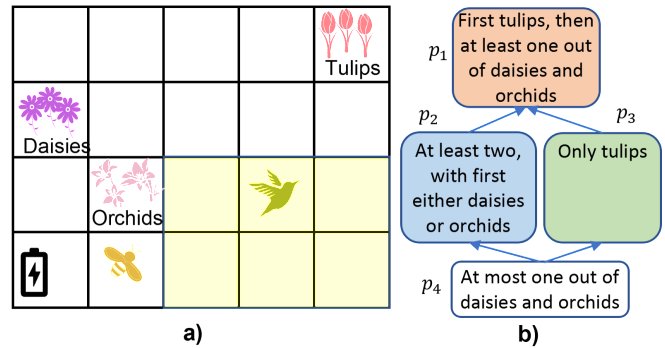 Tulips
Daisies
Orchids
a)
p1
First tulips, then
at least one out
of daisies and
orchids
p2
At least two,
with first
either daisies
or orchids
p3
Only tulips
p4
At most one out of
daisies and orchids
b)